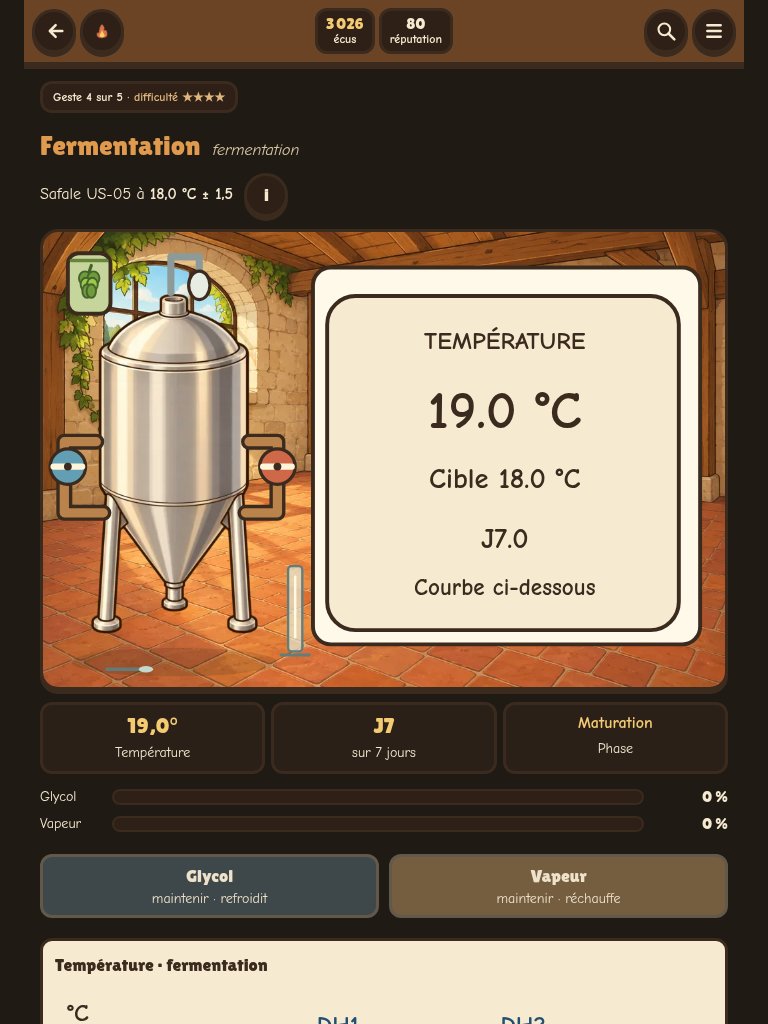 3 026
écus
80
réputation
Geste 4 sur 5 · difficulté ★★★★
Fermentation fermentation
Safale US-05 à 18,0 °C ± 1,5 i
TEMPÉRATURE
19.0 °C
Cible 18.0 °C
J7.0
Courbe ci-dessous
19,0°
Température
J7
sur 7 jours
Maturation
Phase
Glycol 0 %
Vapeur 0 %
Glycol
maintenir · refroidit
Vapeur
maintenir · réchauffe
Température · fermentation
°C